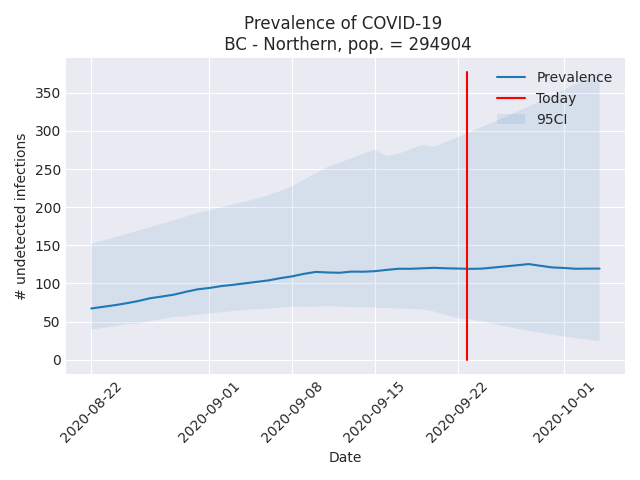 Prevalence of COVID-19
BC - Northern, pop. = 294904
Prevalence
Today
95CI
# undetected infections
350
300
250
200
150
100
50
0
2020-08-22
2020-09-01
2020-09-08
2020-09-15
2020-09-22
2020-10-01
Date